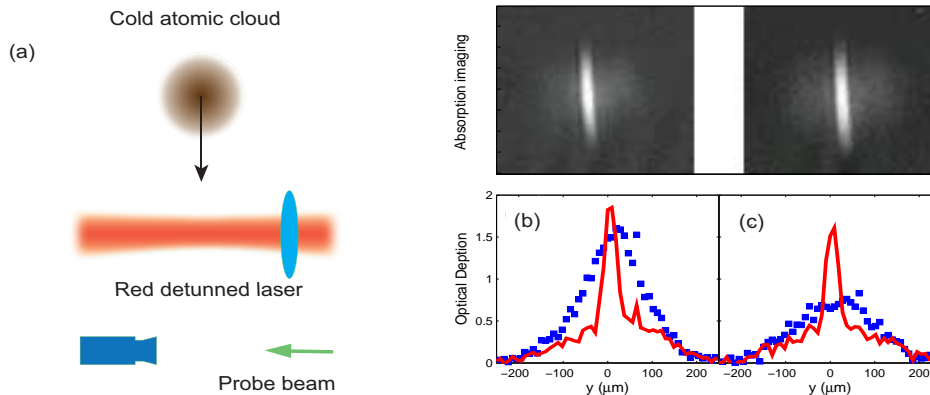 Cold atomic cloud
(a)
Red detunned laser
Probe beam
Absorption imaging
Optical Deption
2
1.5
1
0.5
0
(b)
(c)
−200
−100
0
100
−200
−100
0
100
200
y (μm)
y (μm)